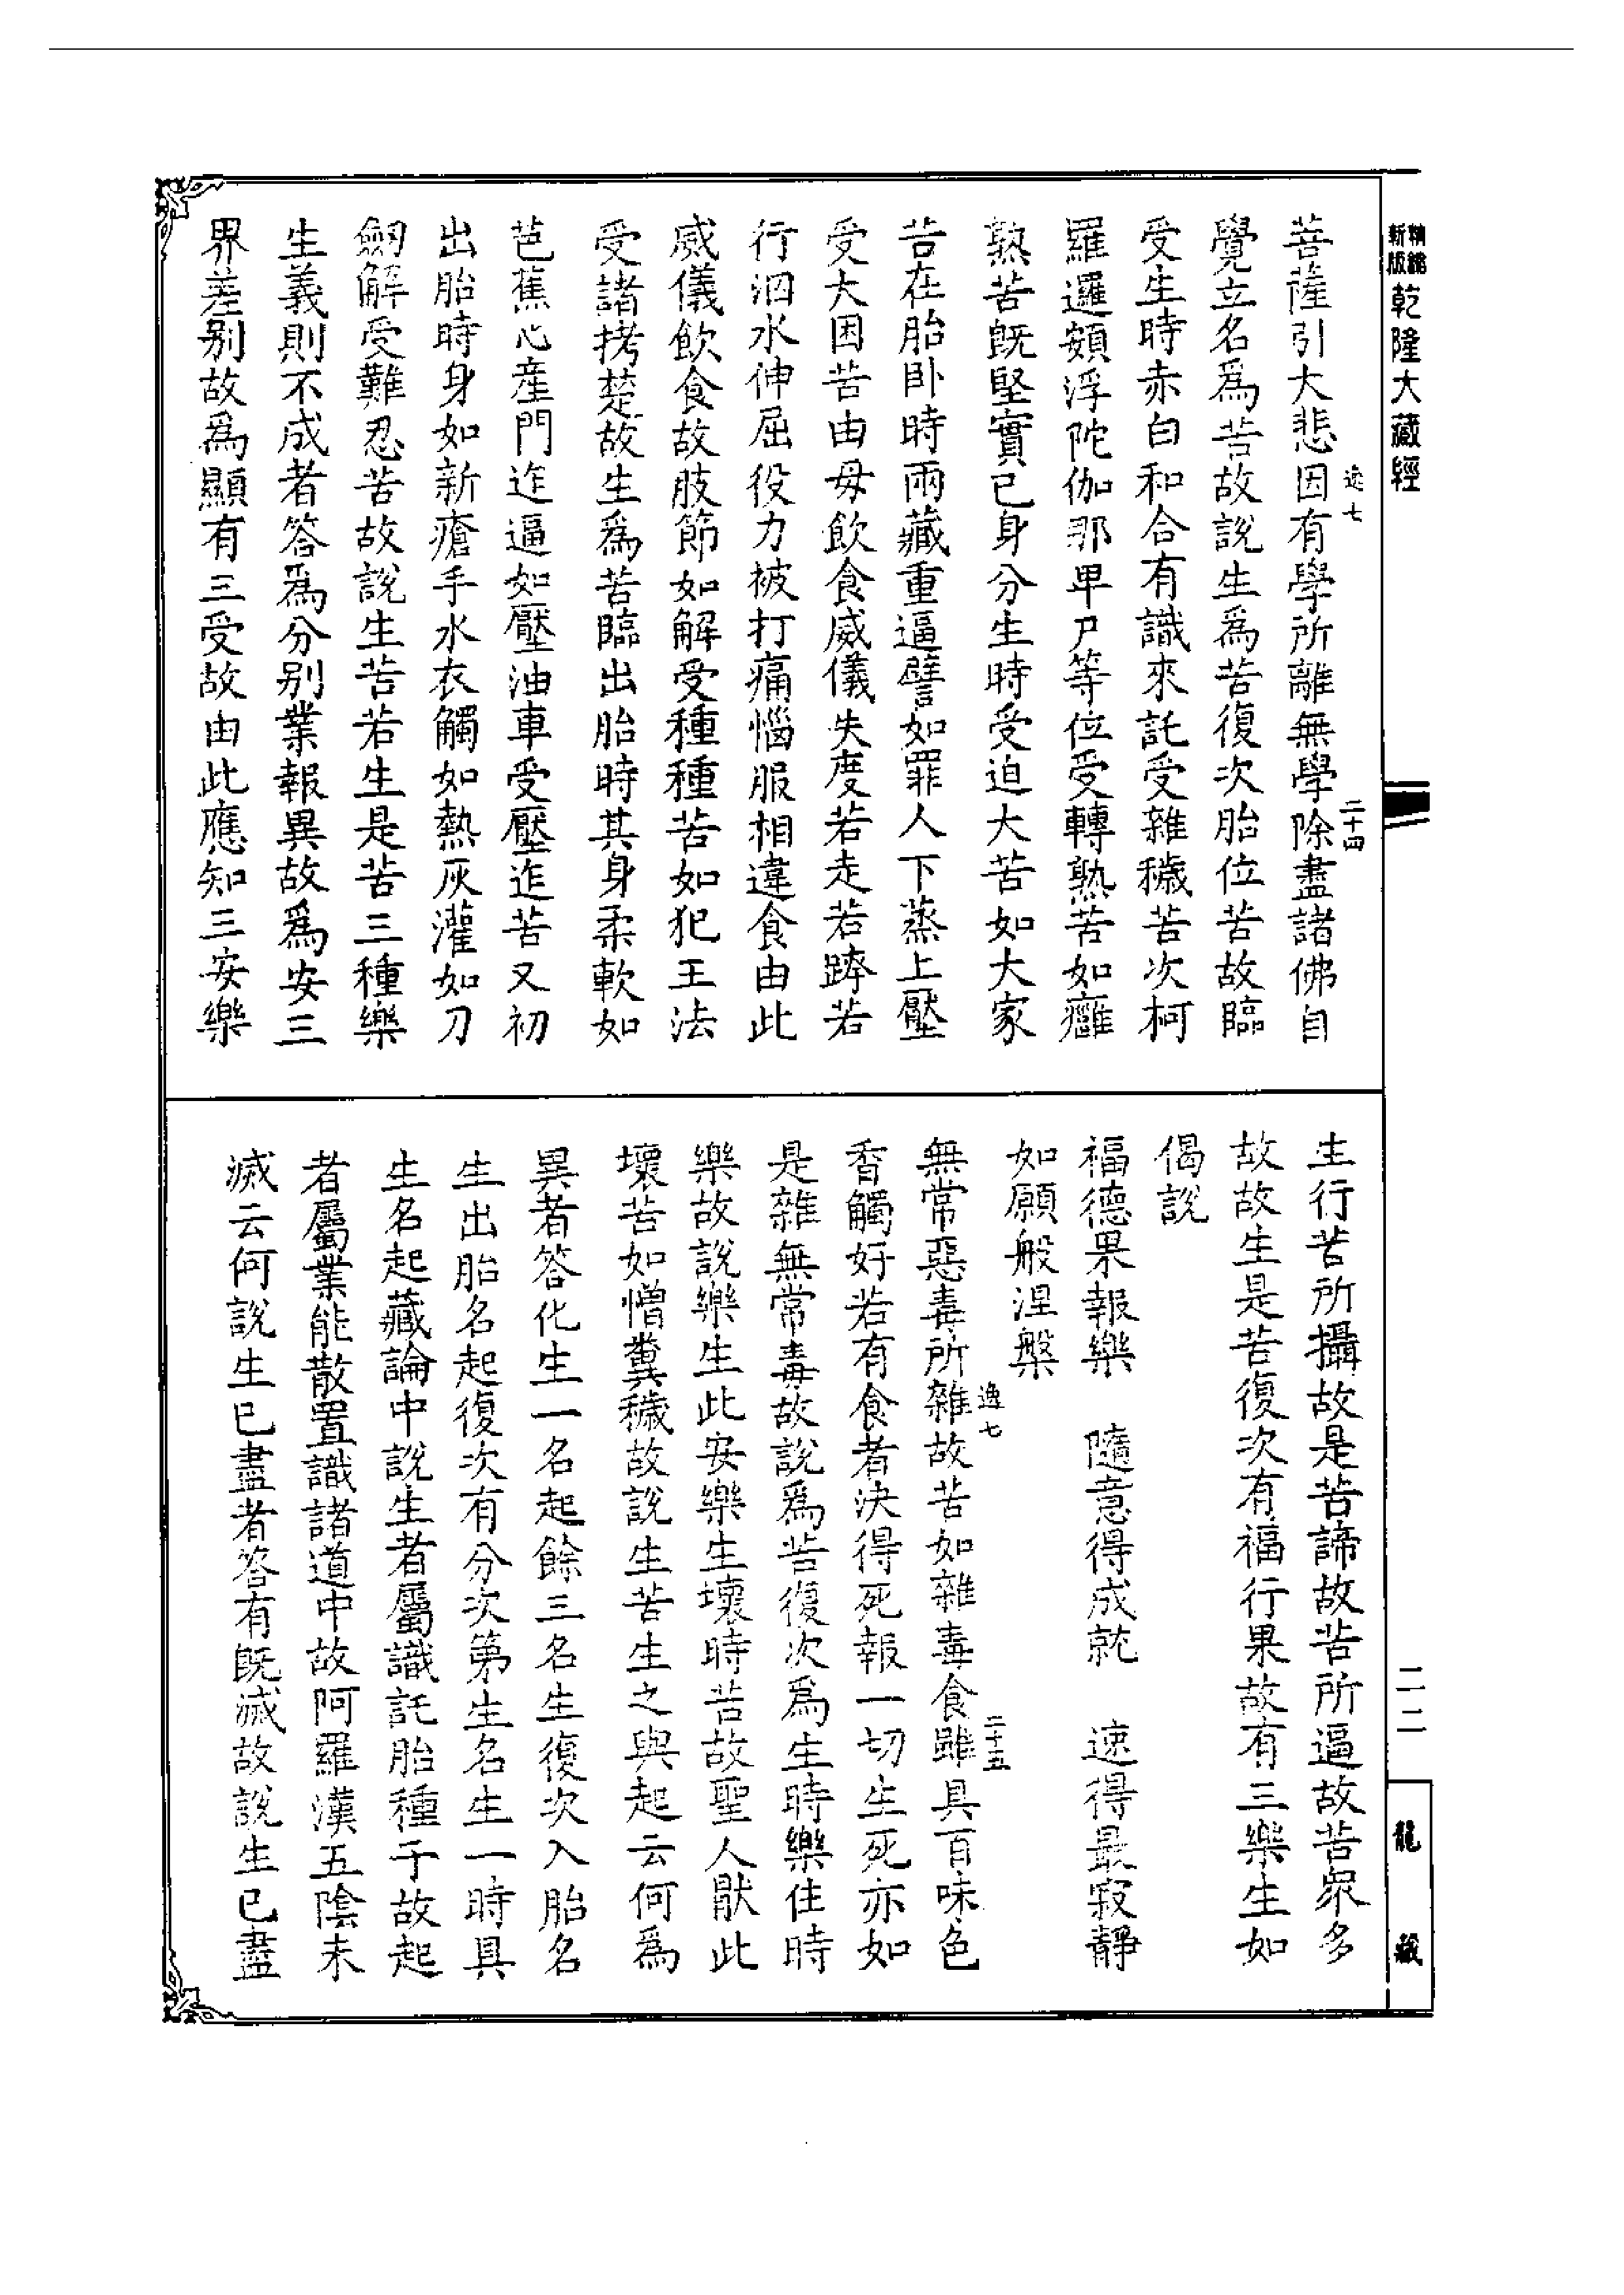 精縮新版乾隆大藏經
逸七
二十四
菩薩引大悲因有學所離無學除盡諸佛自
覺立名爲苦故說生爲苦復次胎位苦故臨
受生時赤白和合有識來託受雜穢苦次柯
羅邏頞浮陀伽那畢尸等位受轉熟苦如癰
熟苦既堅實已身分生時受迫大苦如大家
苦在胎卧時兩藏重逼譬如罪人下蒸上壓
受大困苦由母飲食威儀失度若走若躋若
行泅水伸屈役力被打痛惱服相違食由此
威儀飲食故肢節如解受種種苦如犯王法
受諸拷楚故生爲苦臨出胎時其身柔軟如
芭蕉心産門迮逼如壓油車受壓迮苦又初
出胎時身如新瘡手水衣觸如熱灰灌如刀
劒解受難忍苦故說生苦若生是苦三種樂
生義則不成者答爲分别業報異故爲安三
界差别故爲顯有三受故由此應知三安樂
生行苦所攝故是苦諦故苦所逼故苦衆多
故故生是苦復次有福行果故有三樂生如
偈說
福德果報樂　隨意得成就　速得最寂靜
如願般涅槃
逸七
二十五
無常惡毒所雜故苦如雜毒食雖具百味色
香觸好若有食者決得死報一切生死亦如
是雜無常毒故說爲苦復次爲生時樂住時
樂故說樂生此安樂生壞時苦故聖人猒此
壞苦如憎糞穢故說生苦生之與起云何爲
異者答化生一名起餘三名生復次入胎名
生出胎名起復次有分次第生名生一時具
生名起藏論中說生者屬識託胎種子故起
者屬業能散置識諸道中故阿羅漢五陰未
滅云何說生已盡者答有既滅故說生已盡
二二
龍藏